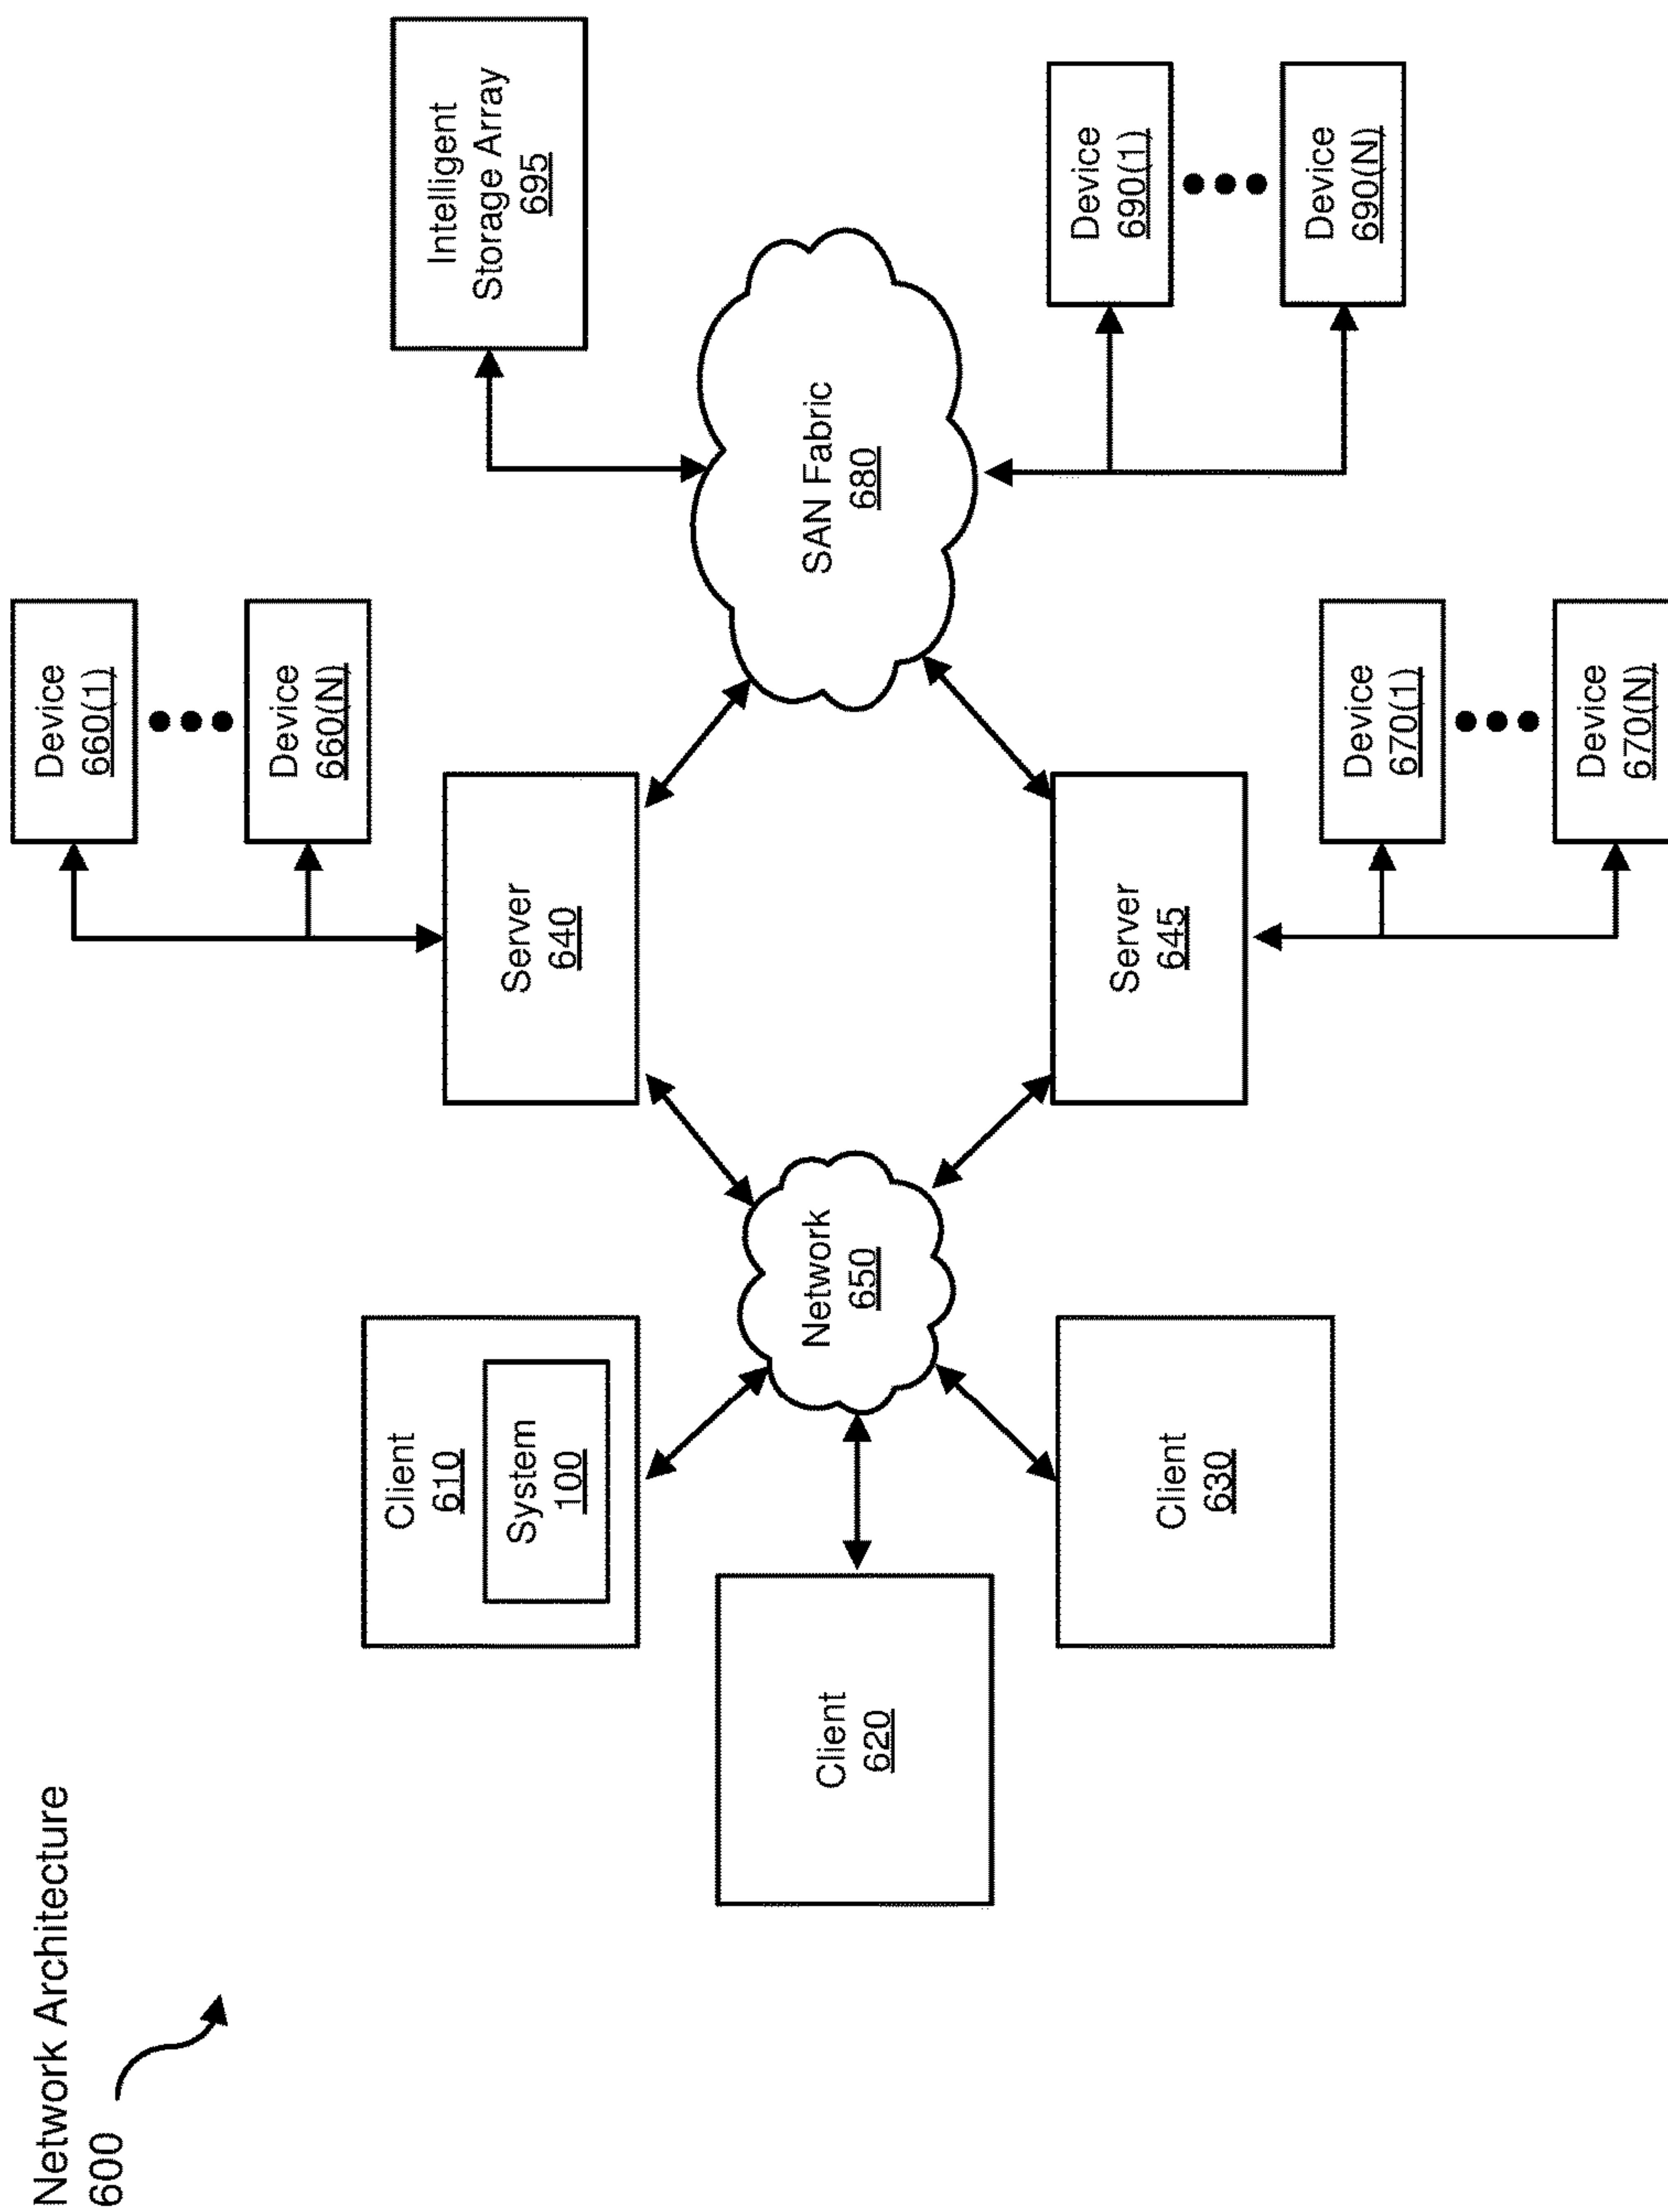 Network Architecture
600
Device
660(1)
Device
660(N)
Intelligent
Storage Array
695
Client
610
System
100
Server
640
Client
620
Network
650
SAN Fabric
680
Client
630
Server
645
Device
690(1)
Device
690(N)
Device
670(1)
Device
670(N)